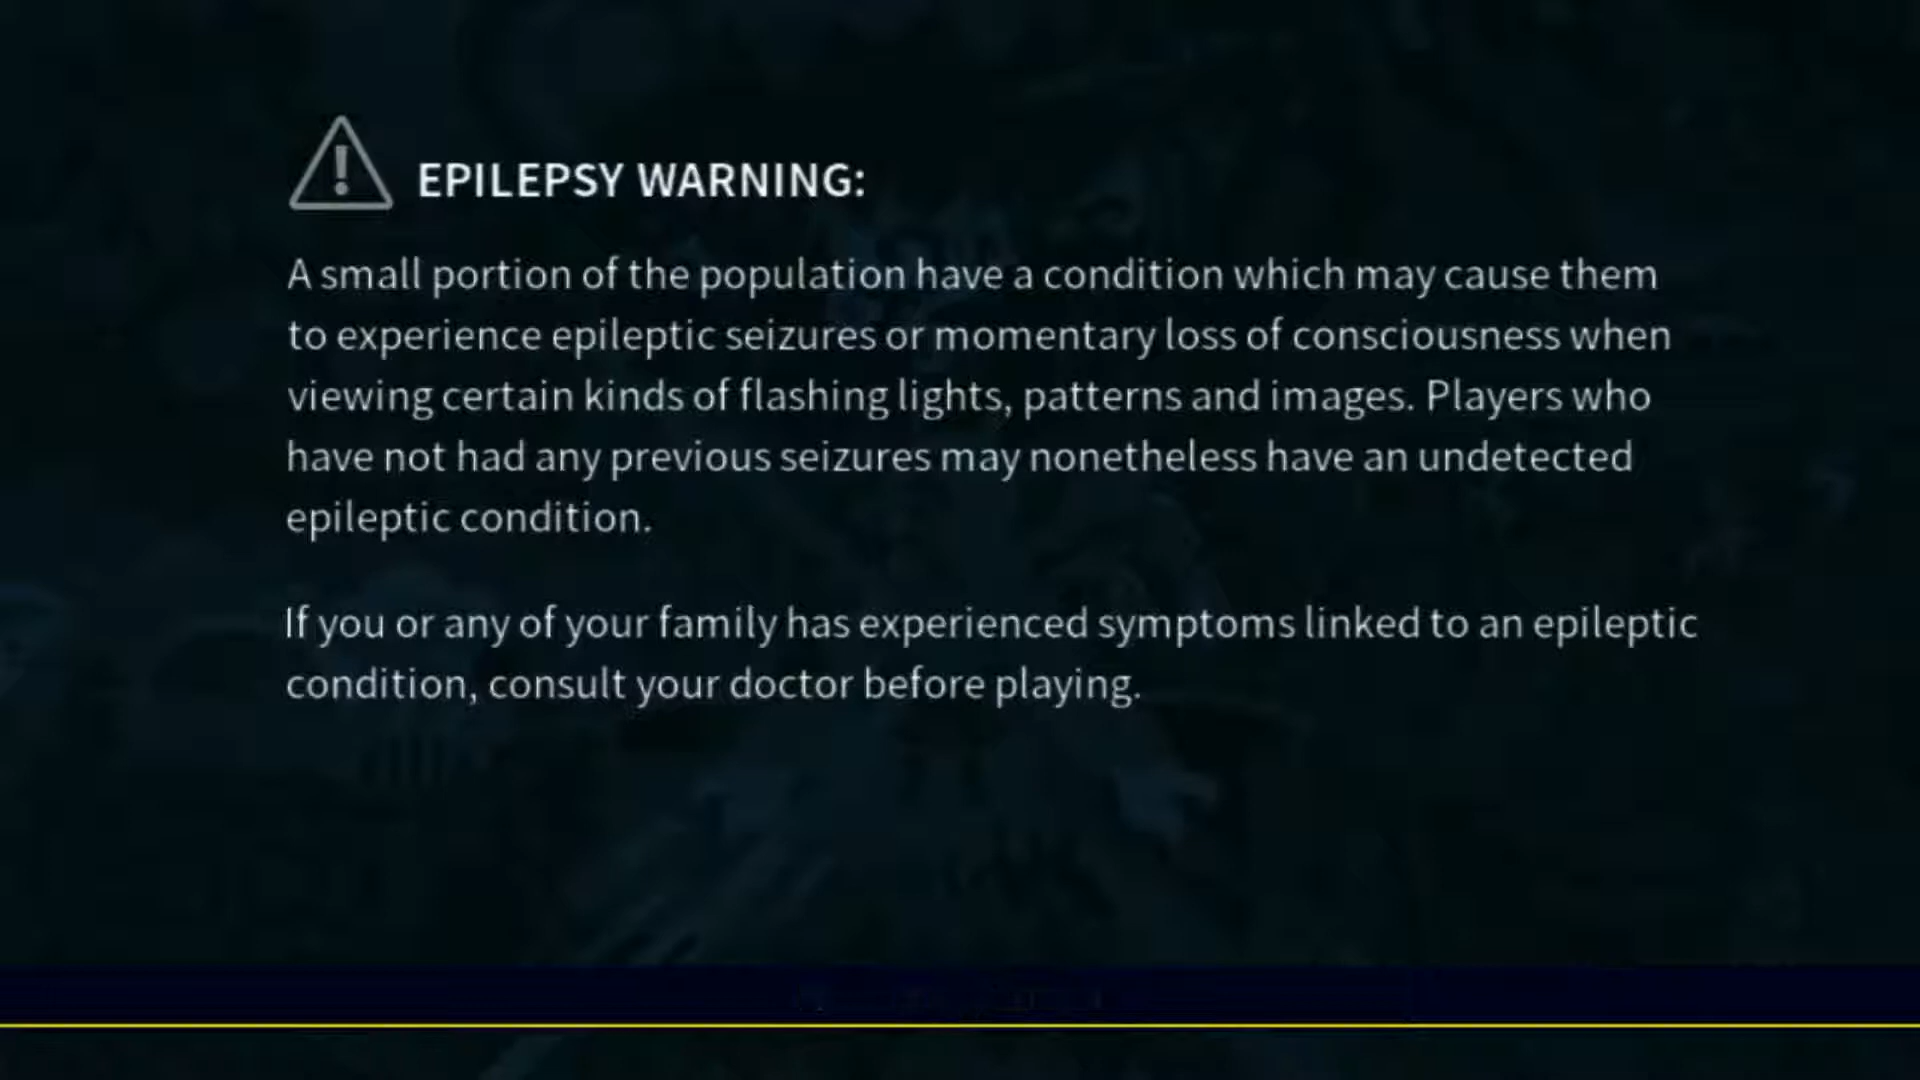 EPILEPSY WARNING:
A small portion of the population have a condition which may cause them
to experience epileptic seizures or momentary loss of consciousness when
viewing certain kinds of flashing lights, patterns and images. Players who
have not had any previous seizures may nonetheless have an undetected
epileptic condition.
If you or any of your family has experienced symptoms linked to an epileptic
condition, consult your doctor before playing.